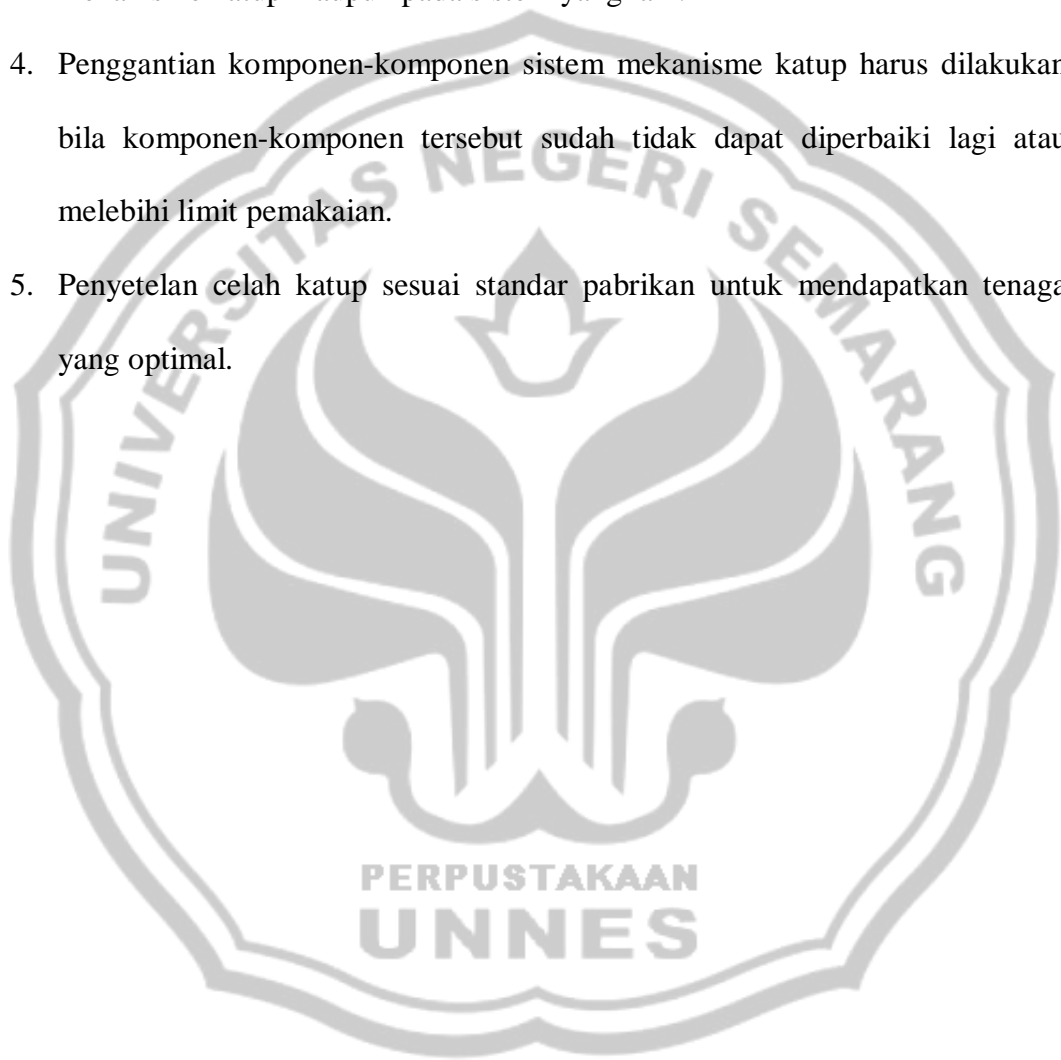 4. Penggantian komponen-komponen sistem mekanisme katup harus dilakukan
bila komponen-komponen tersebut sudah tidak dapat diperbaiki lagi atau
melebihi limit pemakaian.
5. Penyetelan celah katup sesuai standar pabrikan untuk mendapatkan tenaga
yang optimal.
UNIVERSITAS NEGERI SEMARANG
PERPUSTAKAAN
UNNES